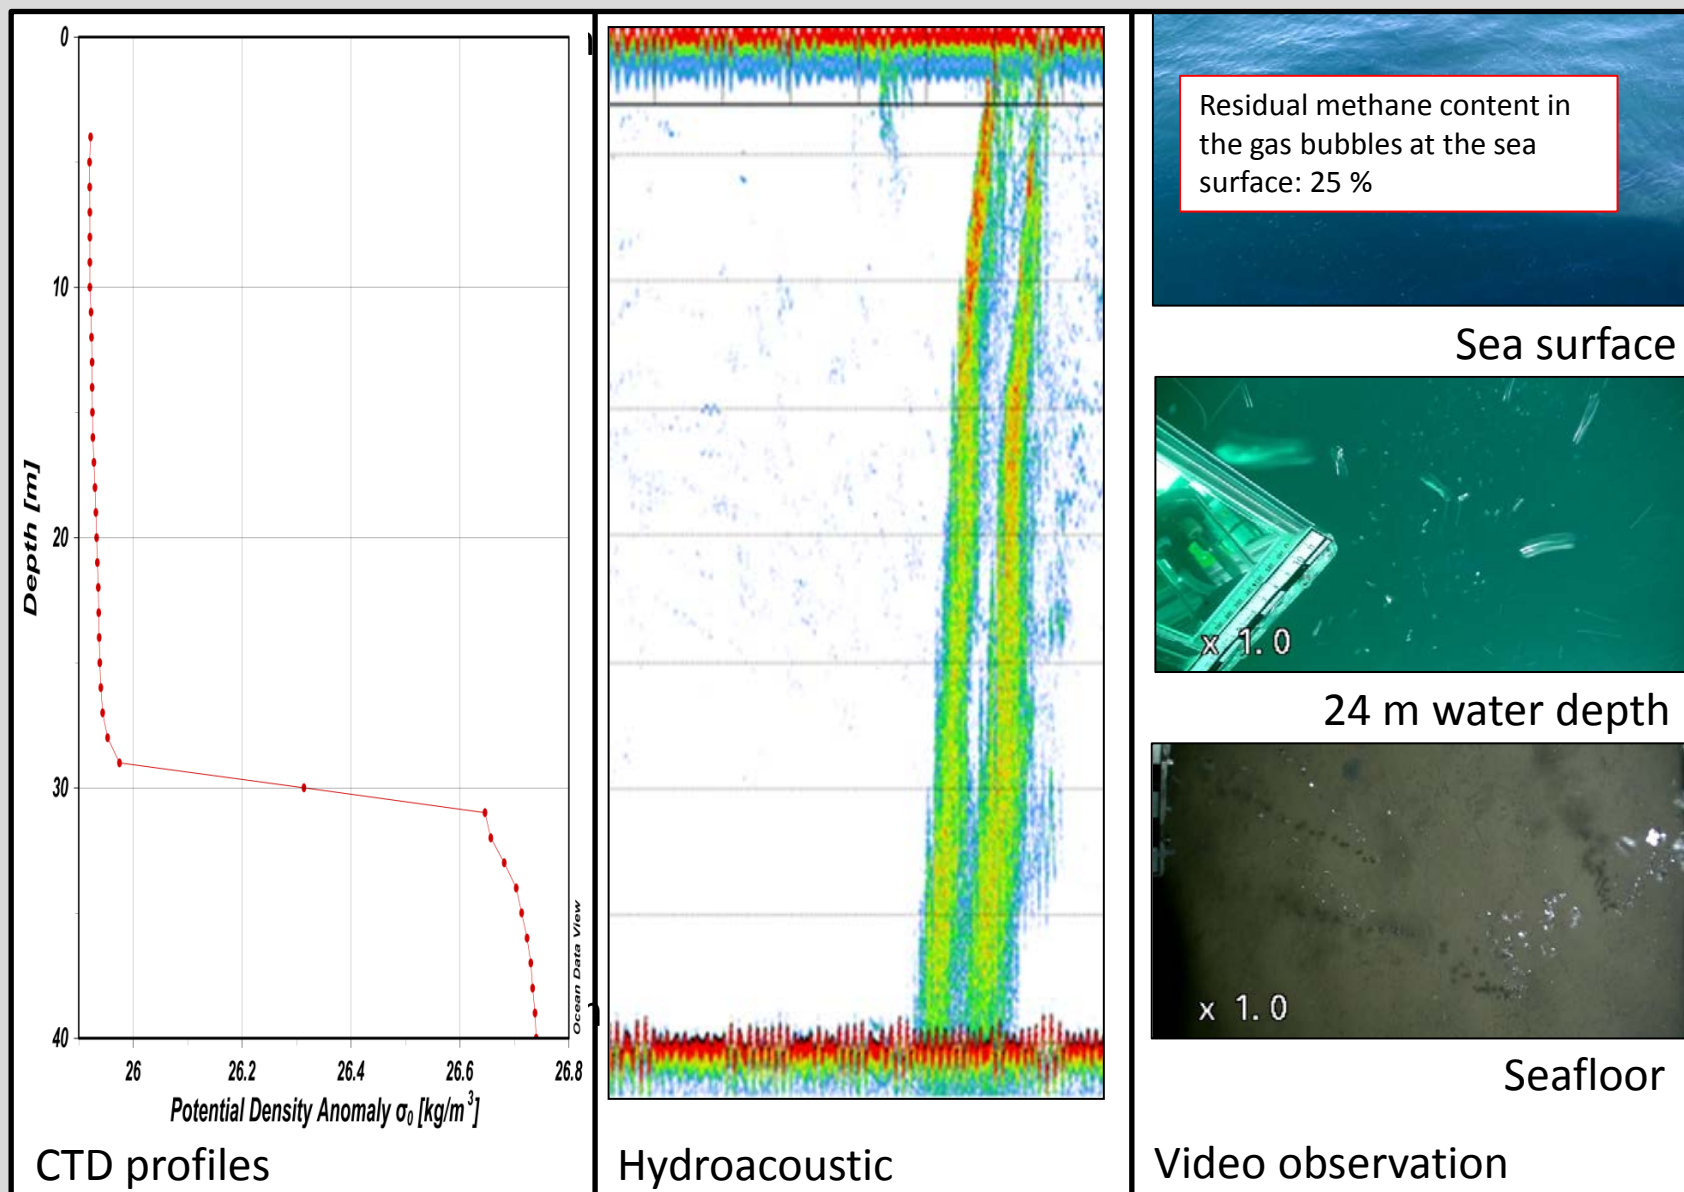 0
10
20
30
40
Depth [m]
26
26.2
26.4
26.6
26.8
Potential Density Anomaly σ0 [kg/m3]
Ocean Data View
CTD profiles
Hydroacoustic
Residual methane content in
the gas bubbles at the sea
surface: 25 %
Sea surface
x 1.0
24 m water depth
x 1.0
Seafloor
Video observation